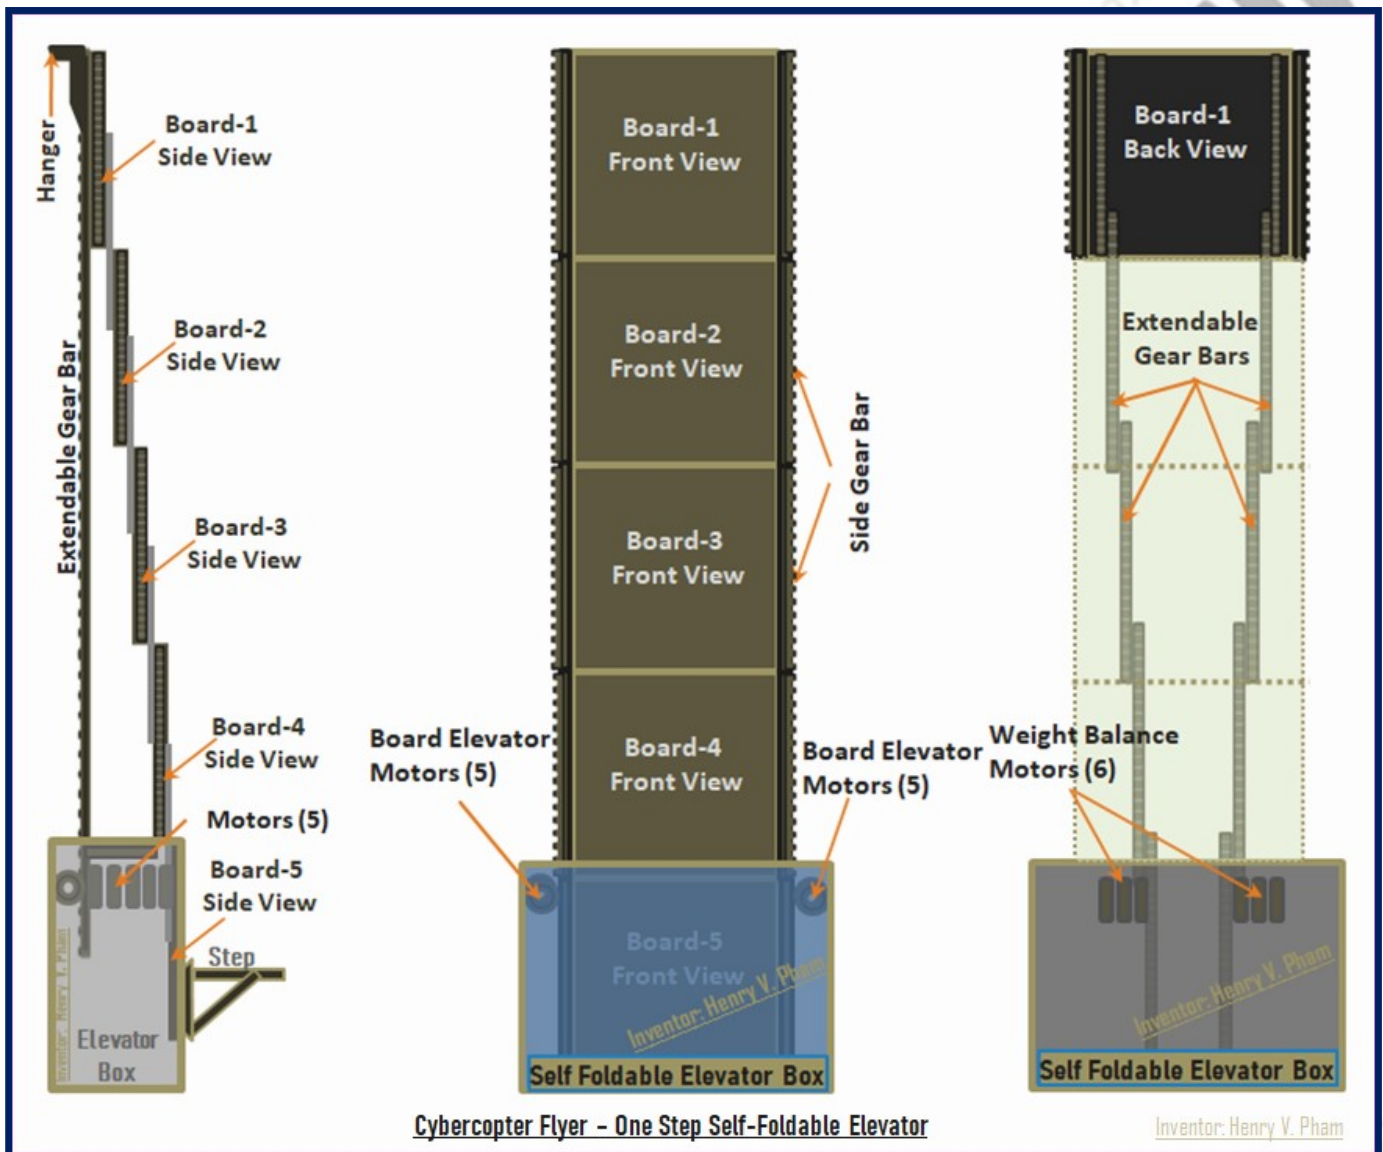 Hanger
Board-1
Side View
Extendable Gear Bar
Board-2
Side View
Board-3
Side View
Board-4
Side View
Motors (5)
Board-5
Side View
Step
Inventor: Henry V. Pham
Elevator
Box
Board-1
Front View
Board-2
Front View
Side Gear Bar
Board-3
Front View
Board Elevator
Motors (5)
Board-4
Front View
Board Elevator
Motors (5)
Board-5
Front View
Inventor: Henry V. Pham
Self Foldable Elevator Box
Board-1
Back View
Extendable
Gear Bars
Weight Balance
Motors (6)
Inventor: Henry V. Pham
Self Foldable Elevator Box
Cybercopter Flyer – One Step Self-Foldable Elevator
Inventor: Henry V. Pham